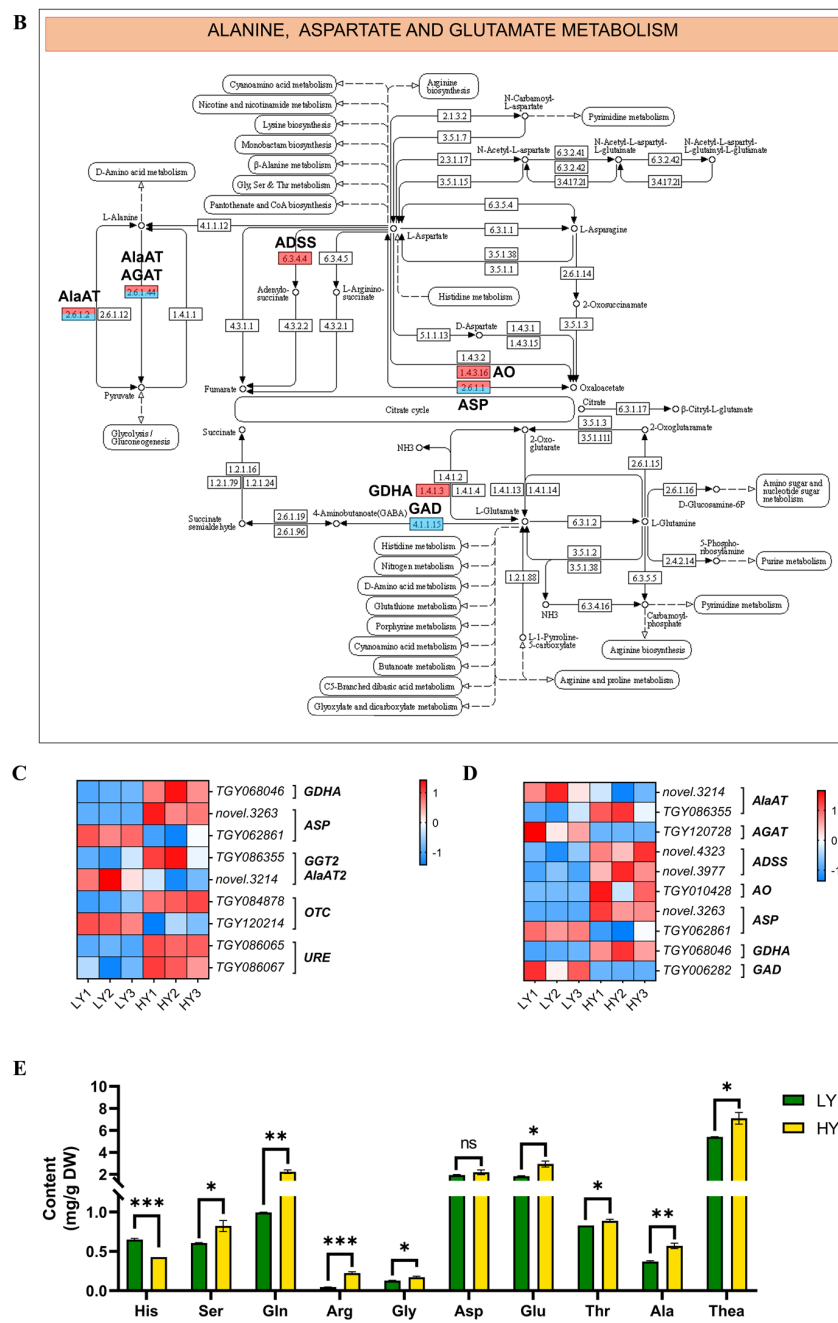 B
ALANINE, ASPARTATE AND GLUTAMATE METABOLISM
Cyanoamino acid metabolism
Arginine
biosynthesis
Nicotine and nicotinamide metabolism
N-Carbamoyl-
L-aspartate
Lysine biosynthesis
2.1.3.2
Pyrimidine metabolism
Monobactam biosynthesis
3.5.1.7
β-Alanine metabolism
N-Acetyl-L-aspartate
6.3.2.41
N-Acetyl-L-aspartyl-
L-glutamate
N-Acetyl-L-aspartyl-
L-glutamyl-L-glutamate
2.3.1.17
6.3.2.42
6.3.2.42
D-Amino acid metabolism
Gly, Ser & Thr metabolism
3.5.1.15
3.4.17.21
3.4.17.21
Pantothenate and CoA biosynthesis
6.3.5.4
L-Alanine
4.1.1.12
L-Aspartate
6.3.1.1
L-Asparagine
ADSS
AlaAT
AGAT
6.3.4.4
6.3.4.5
3.5.1.38
3.5.1.1
2.6.1.14
AlaAT
2.6.1.44
Adenylo-
succinate
L-Arginino-
succinate
Histidine metabolism
2.6.1.2
2.6.1.12
1.4.1.1
2-Oxosuccinamate
4.3.1.1
4.3.2.2
4.3.2.1
D-Aspartate
5.1.1.13
1.4.3.1
1.4.3.15
3.5.1.3
1.4.3.2
1.4.3.16
AO
Pyruvate
Fumarate
2.6.1.1
Oxaloacetate
ASP
Citrate cycle
Citrate
6.3.1.17
β-Citryl-L-glutamate
Glycolysis /
Gluconeogenesis
Succinate
2-Oxo-
glutarate
3.5.1.3
3.5.1.111
2-Oxoglutaramate
NH3
1.2.1.16
1.2.1.79
1.2.1.24
1.4.1.2
2.6.1.15
GDHA
1.4.1.3
1.4.1.4
1.4.1.13
1.4.1.14
2.6.1.16
D-Glucosamine-6P
Amino sugar and
nucleotide sugar
metabolism
GAD
Succinate
semialdehyde
2.6.1.19
2.6.1.96
4-Aminobutanoate(GABA)
4.1.1.15
L-Glutamate
6.3.1.2
L-Glutamine
Histidine metabolism
5-Phospho-
ribosylamine
Nitrogen metabolism
3.5.1.2
3.5.1.38
2.4.2.14
Purine metabolism
D-Amino acid metabolism
1.2.1.88
6.3.5.5
Glutathione metabolism
NH3
6.3.4.16
Carbamoyl-
phosphate
Pyrimidine metabolism
Porphyrine metabolism
Cyanoamino acid metabolism
L-1-Pyrroline-
5-carboxylate
Arginine biosynthesis
Butanoate metabolism
C5-Branched dibasic acid metabolism
Arginine and proline metabolism
Glyoxylate and dicarboxylate metabolism
C
TGY068046
GDHA
novel.3263
ASP
TGY062861
TGY086355
GGT2
AlaAT2
novel.3214
TGY084878
OTC
TGY120214
TGY086065
URE
TGY086067
LY1
LY2
LY3
HY1
HY2
HY3
1
0
-1
D
novel.3214
AlaAT
TGY086355
TGY120728
AGAT
novel.4323
ADSS
novel.3977
TGY010428
AO
novel.3263
ASP
TGY062861
TGY068046
GDHA
TGY006282
GAD
LY1
LY2
LY3
HY1
HY2
HY3
1
0
-1
E
Content
(mg/g DW)
10
8
6
4
2
1.0
0.5
0.0
***
*
**
***
*
ns
*
*
**
*
LY
HY
His
Ser
Gln
Arg
Gly
Asp
Glu
Thr
Ala
Thea